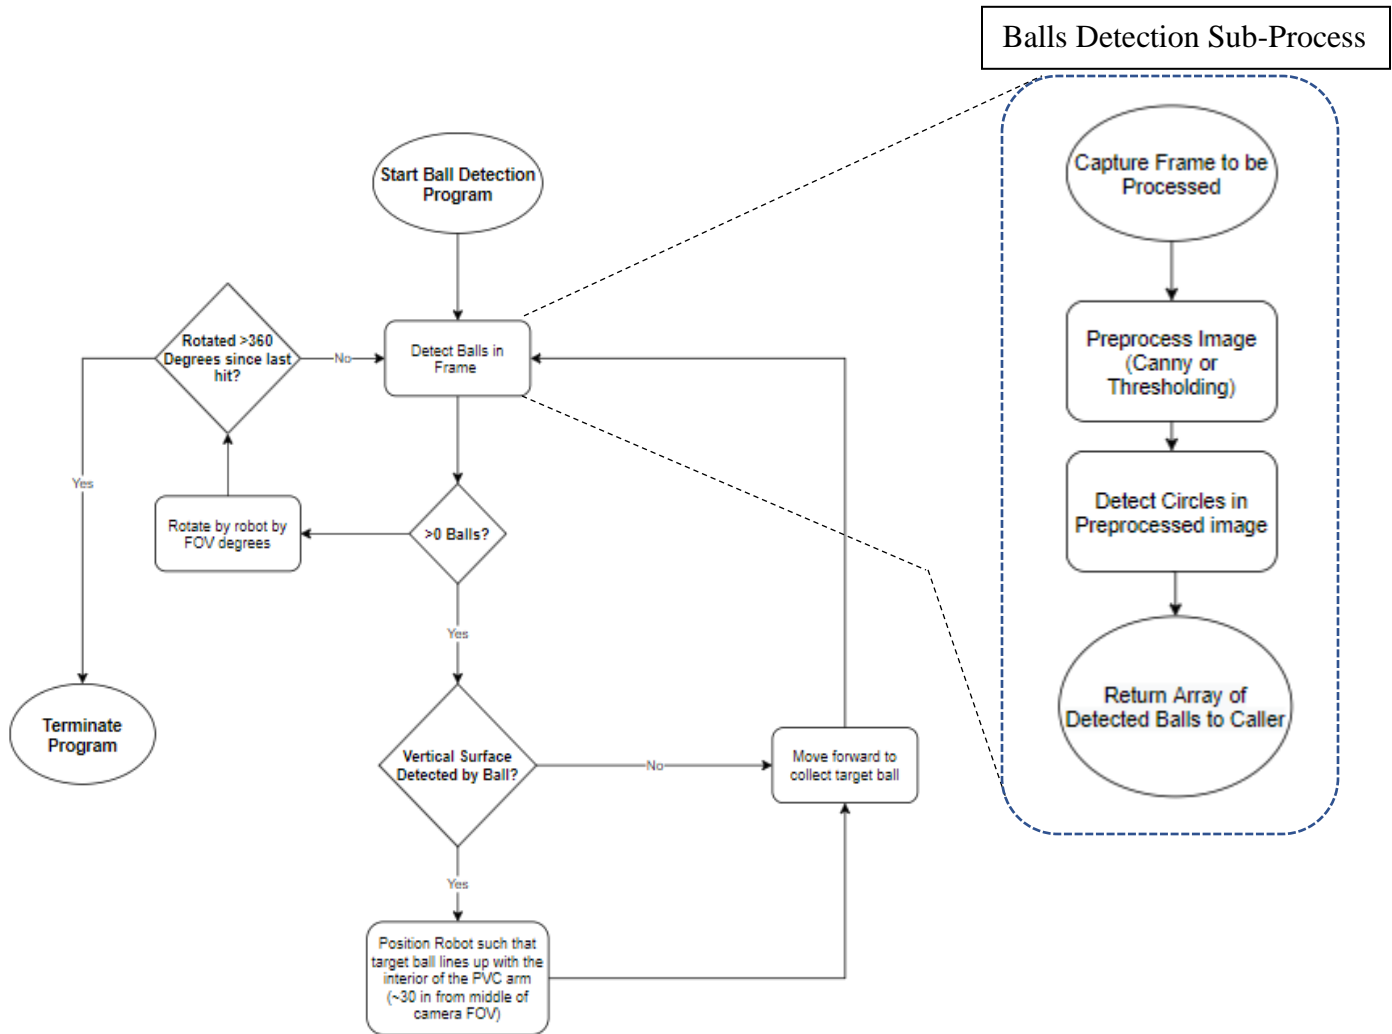 Balls Detection Sub-Process
Start Ball Detection
Program
Capture Frame to be
Processed
Rotated >360
Degrees since last
hit?
No
Detect Balls in
Frame
Preprocess Image
(Canny or
Thresholding)
Yes
Rotate by robot by
FOV degrees
>0 Balls?
Detect Circles in
Preprocessed image
Yes
Terminate
Program
Vertical Surface
Detected by Ball?
No
Move forward to
collect target ball
Return Array of
Detected Balls to Caller
Yes
Position Robot such that
target ball lines up with the
interior of the PVC arm
(~30 in from middle of
camera FOV)